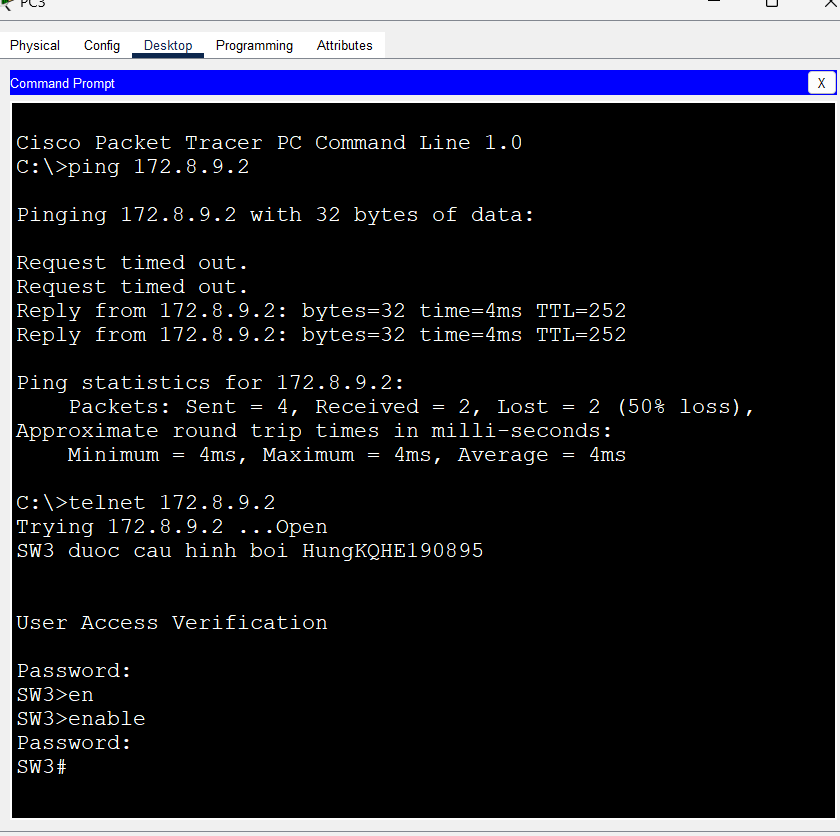 PC3
Physical Config Desktop Programming Attributes
Command Prompt
X
Cisco Packet Tracer PC Command Line 1.0
C:\>ping 172.8.9.2
Pinging 172.8.9.2 with 32 bytes of data:
Request timed out.
Request timed out.
Reply from 172.8.9.2: bytes=32 time=4ms TTL=252
Reply from 172.8.9.2: bytes=32 time=4ms TTL=252
Ping statistics for 172.8.9.2:
    Packets: Sent = 4, Received = 2, Lost = 2 (50% loss),
Approximate round trip times in milli-seconds:
    Minimum = 4ms, Maximum = 4ms, Average = 4ms
C:\>telnet 172.8.9.2
Trying 172.8.9.2 ...Open
SW3 duoc cau hinh boi HungKQHE190895
User Access Verification
Password:
SW3>en
SW3>enable
Password:
SW3#